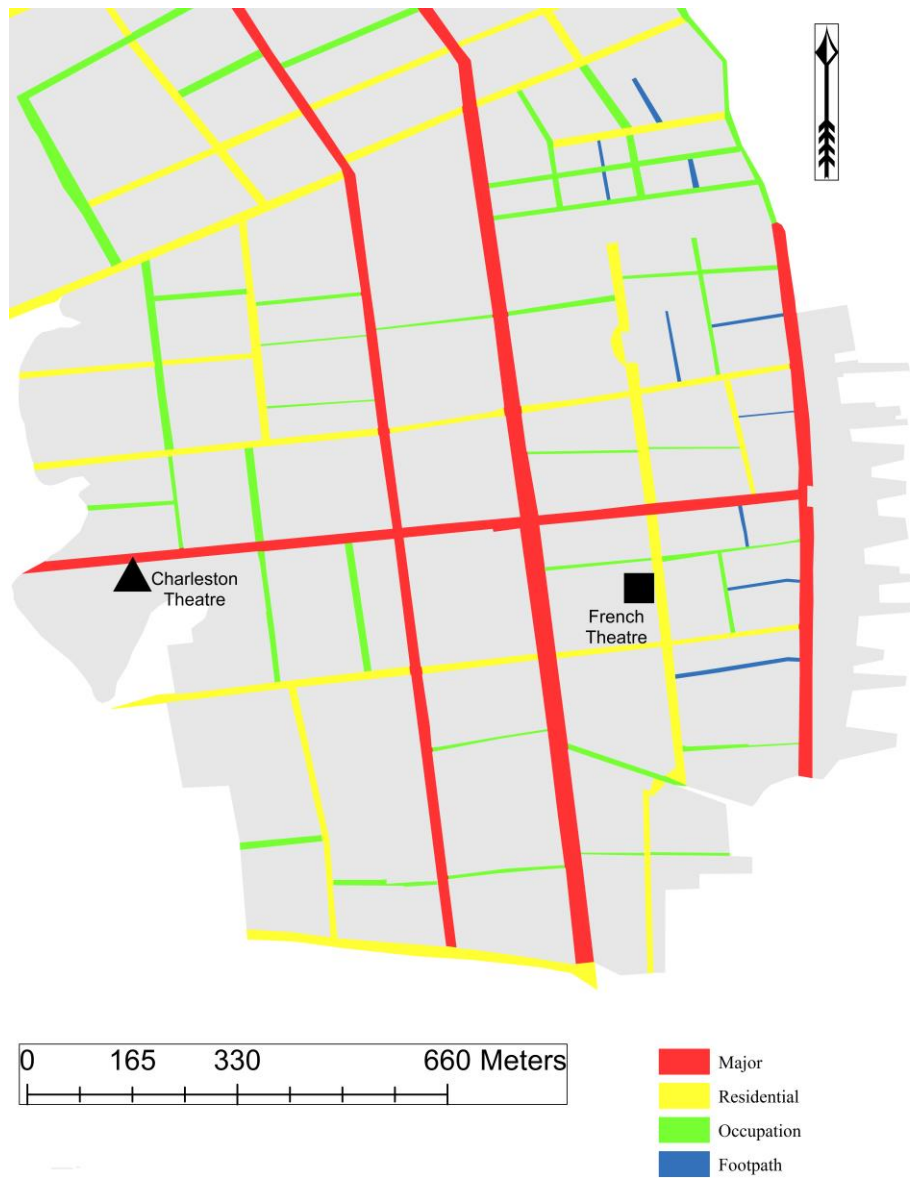 Charleston
Theatre
French
Theatre
0 165 330 660 Meters
Major
Residential
Occupation
Footpath